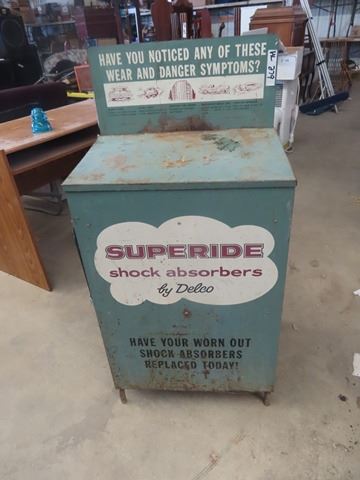 HAVE YOU NOTICED ANY OF THESE
WEAR AND DANGER SYMPTOMS?
SUPERIDE
shock absorbers
by Delco
HAVE YOUR WORN OUT
SHOCK ABSORBERS
REPLACED TODAY!